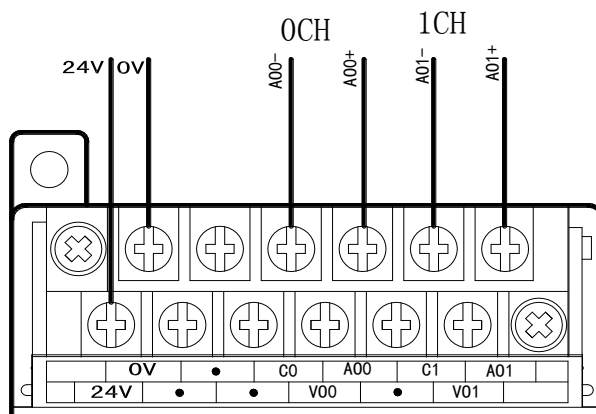 0CH 1CH
24V 0V A00- A00+ A01- A01+
0V • C0 A00 C1 A01
24V • • V00 • V01